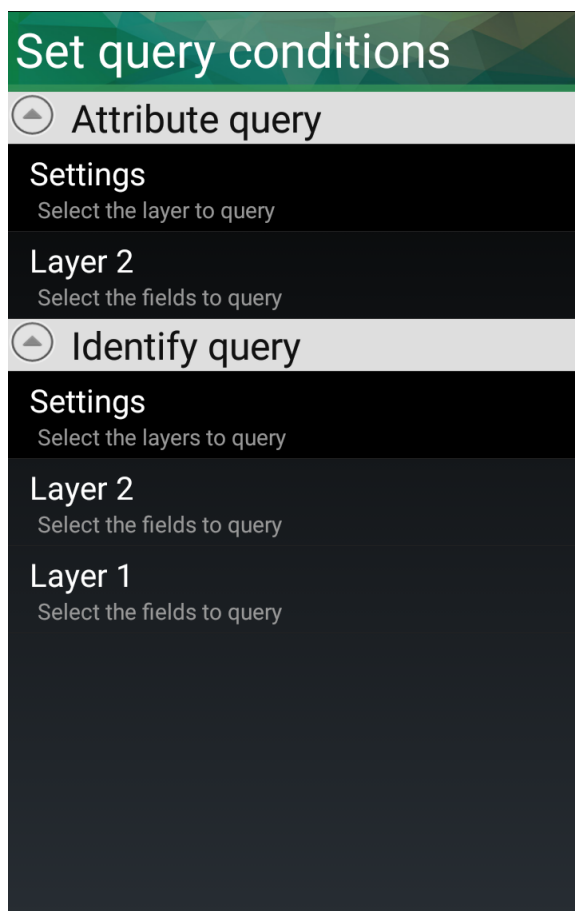 Set query conditions
Attribute query
Settings
Select the layer to query
Layer 2
Select the fields to query
Identify query
Settings
Select the layers to query
Layer 2
Select the fields to query
Layer 1
Select the fields to query